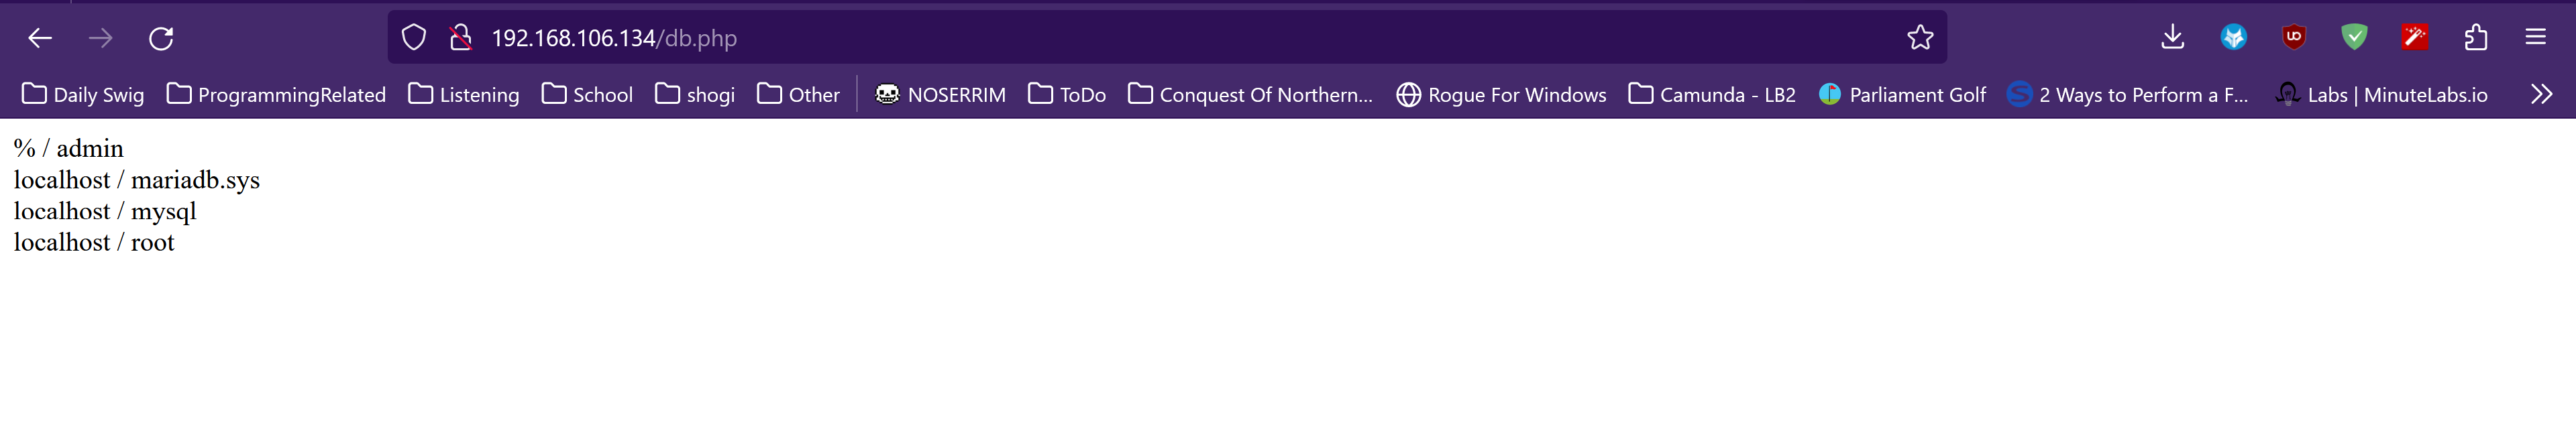 192.168.106.134/db.php
Daily Swig ProgrammingRelated Listening School shogi Other NOSERRIM ToDo Conquest Of Northern... Rogue For Windows Camunda - LB2 Parliament Golf 2 Ways to Perform a F... Labs | MinuteLabs.io
% / admin
localhost / mariadb.sys
localhost / mysql
localhost / root